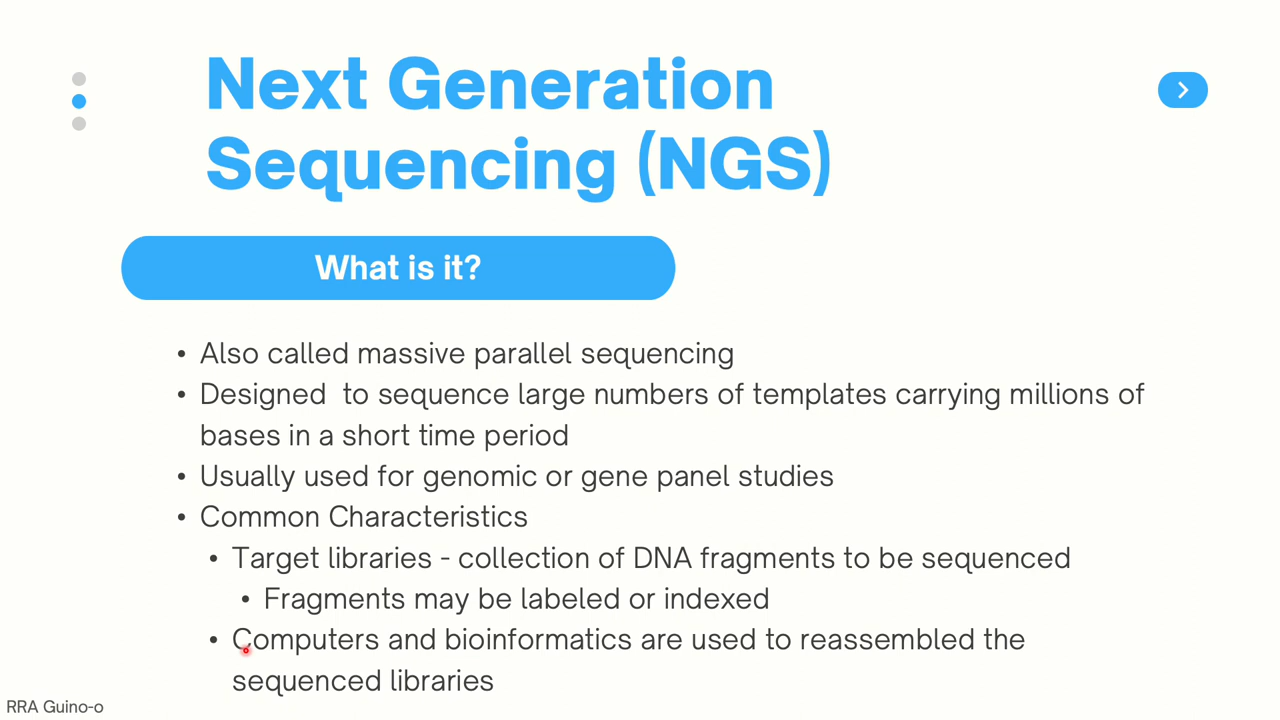 Next Generation
Sequencing (NGS)
What is it?
• Also called massive parallel sequencing
• Designed  to sequence large numbers of templates carrying millions of
bases in a short time period
• Usually used for genomic or gene panel studies
• Common Characteristics
• Target libraries - collection of DNA fragments to be sequenced
• Fragments may be labeled or indexed
• Computers and bioinformatics are used to reassembled the
sequenced libraries
RRA Guino-o